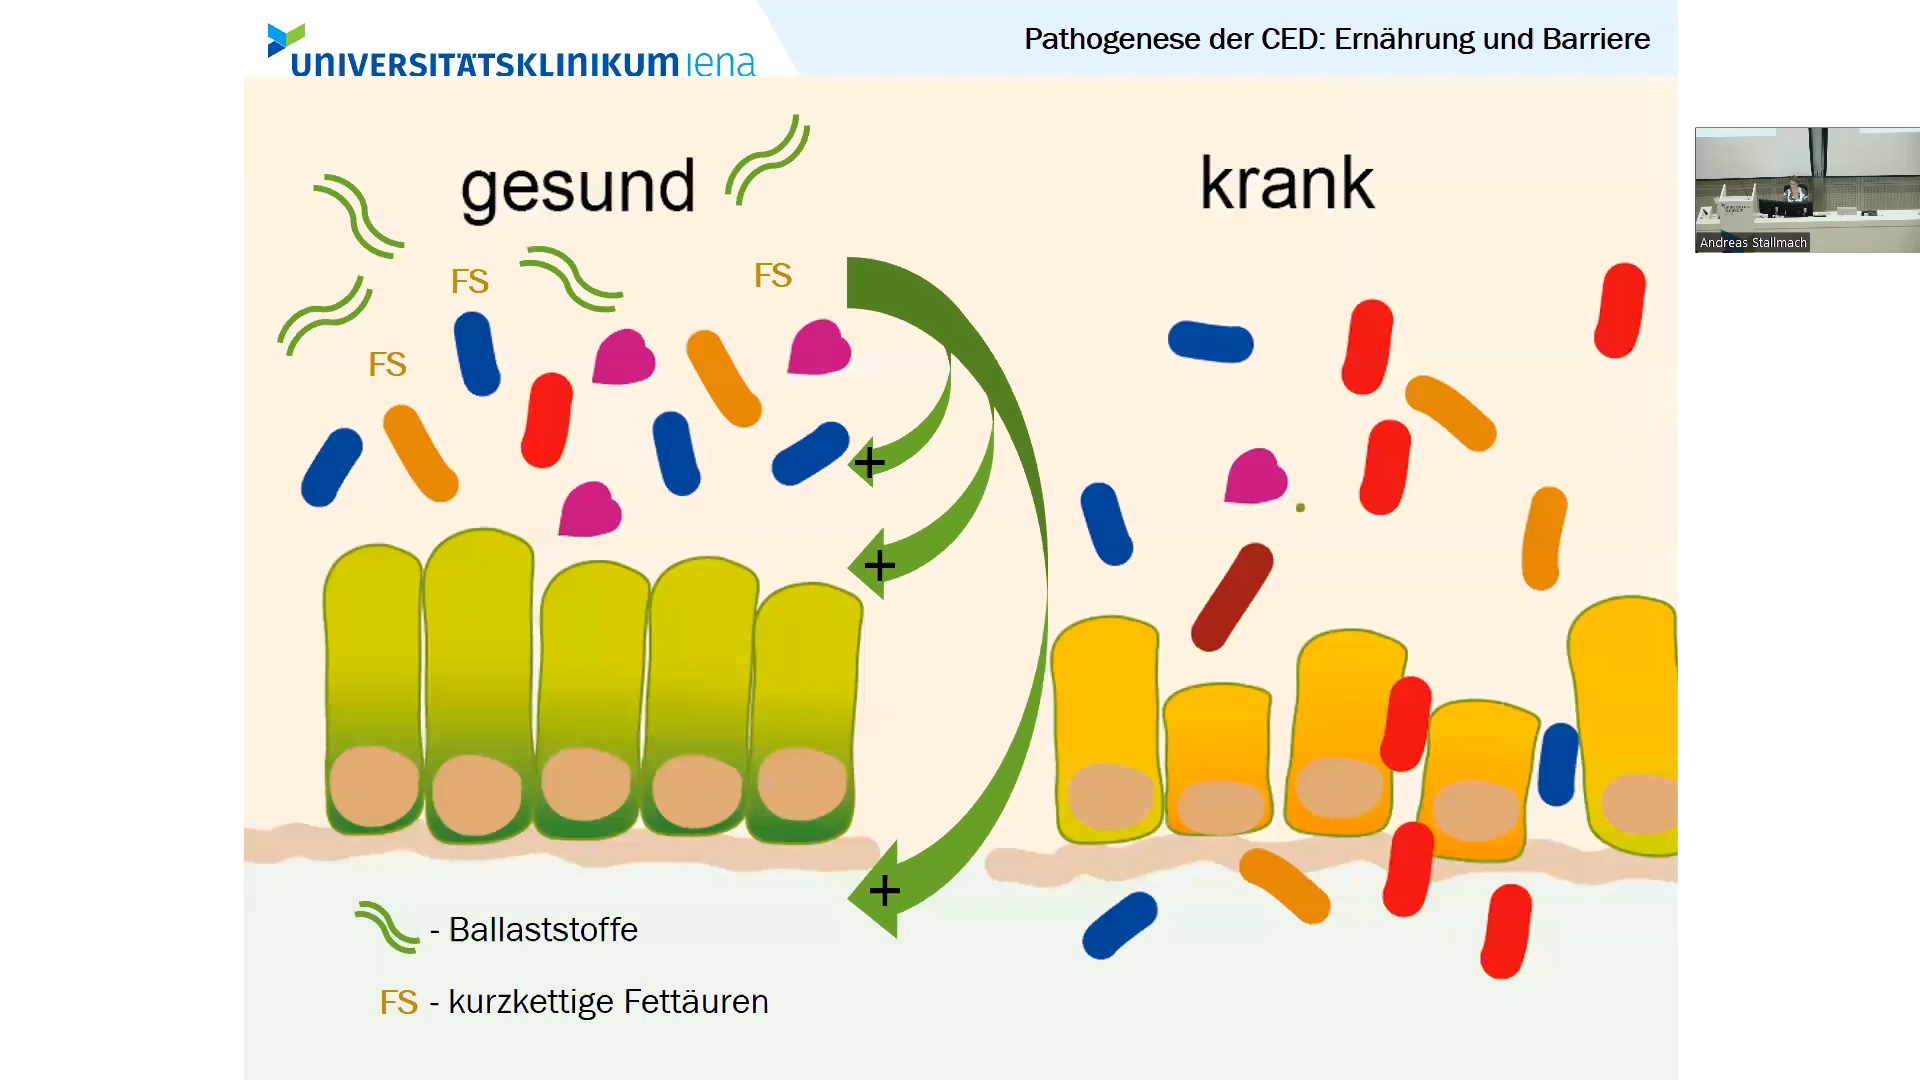 UNIVERSITÄTSKLINIKUM jena
Pathogenese der CED: Ernährung und Barriere
gesund
krank
FS
FS
FS
+
+
+
- Ballaststoffe
FS - kurzkettige Fettäuren
Andreas Stallmach